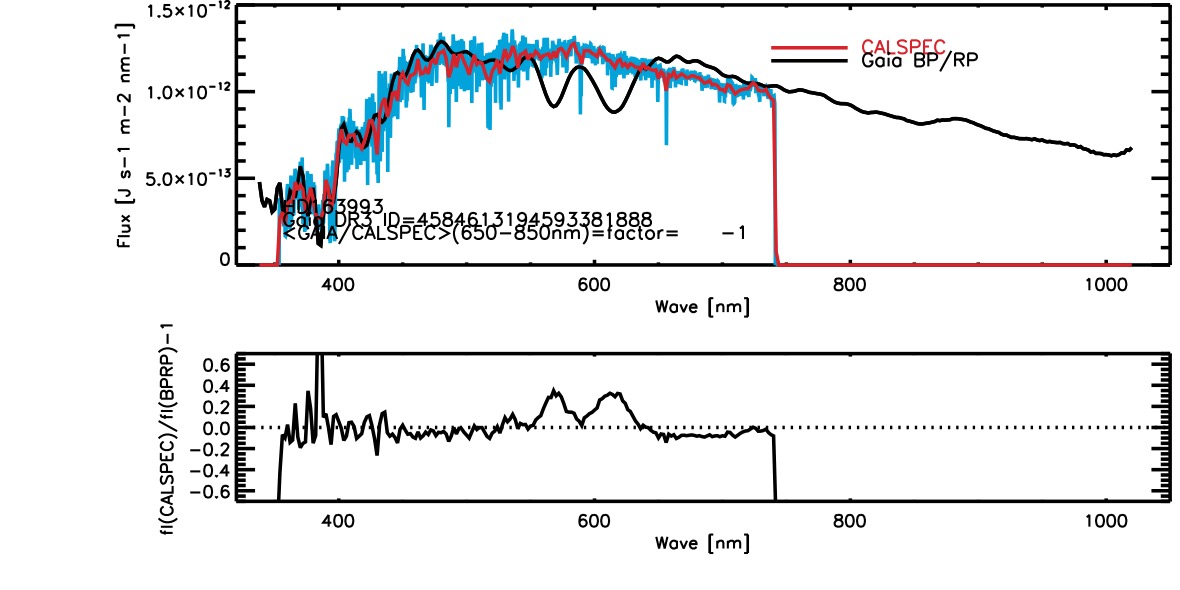 1.5×10−12
1.0×10−12
5.0×10−13
0
Flux [J s−1 m−2 nm−1]
CALSPEC
Gaia BP/RP
HD163993
Gaia DR3 ID=4584613194593381888
<GAIA/CALSPEC>(650−850nm)=factor= −1
400 600 800 1000
Wave [nm]
fl(CALSPEC)/fl(BPRP)−1
0.6
0.4
0.2
0.0
−0.2
−0.4
−0.6
400 600 800 1000
Wave [nm]